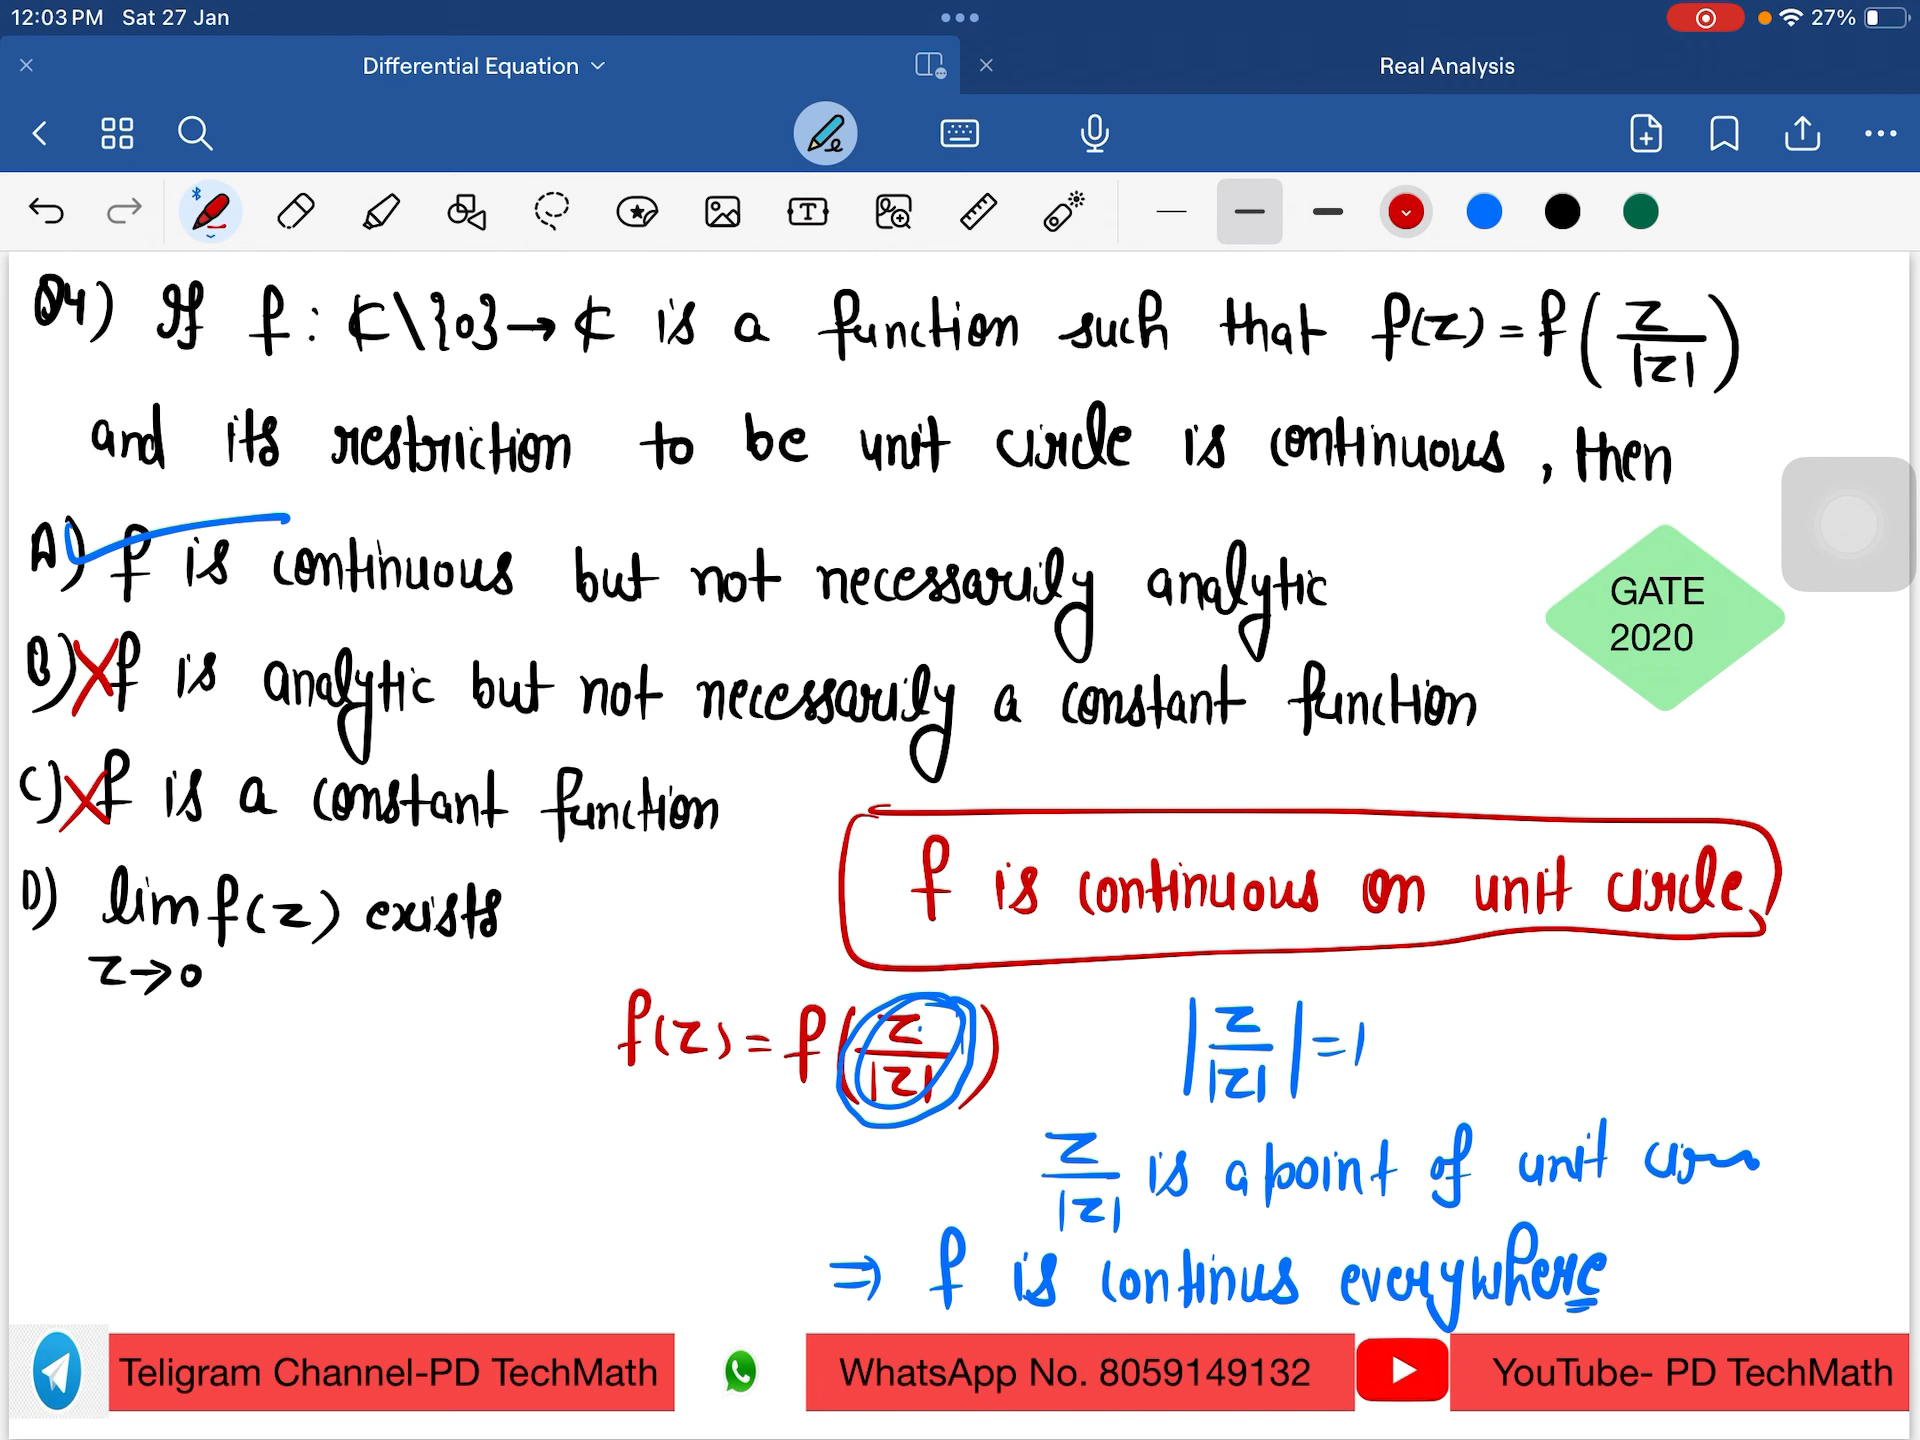 12:03 PM Sat 27 Jan
27%
Differential Equation
Real Analysis
Q4) If f : ₵\{0}→₵ is a function such that f(z) = f(z/|z|)
and its restriction to be unit circle is continuous, then
A) f is continuous but not necessarily analytic
GATE
2020
B) f is analytic but not necessarily a constant function
C) f is a constant function
f is continuous on unit circle
D) lim f(z) exists
z→0
f(z) = f(z/|z|)
|z/|z|| = 1
z/|z| is a point of unit
⇒ f is continus everywhere
Teligram Channel-PD TechMath
WhatsApp No. 8059149132
YouTube- PD TechMath